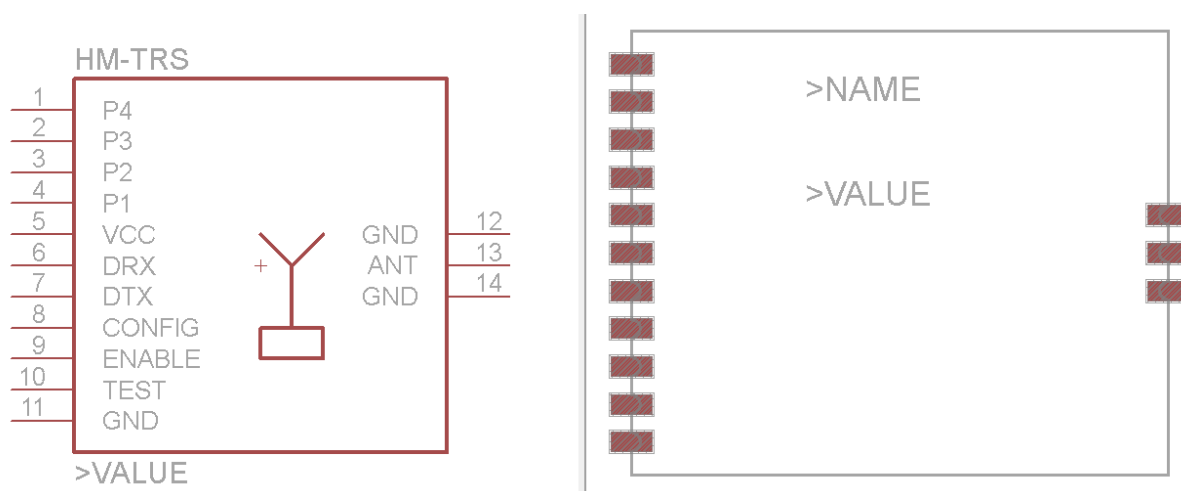 HM-TRS
1 P4
2 P3
3 P2
4 P1
5 VCC GND 12
6 DRX ANT 13
7 DTX GND 14
8 CONFIG
9 ENABLE
10 TEST
11 GND
>VALUE
>NAME
>VALUE